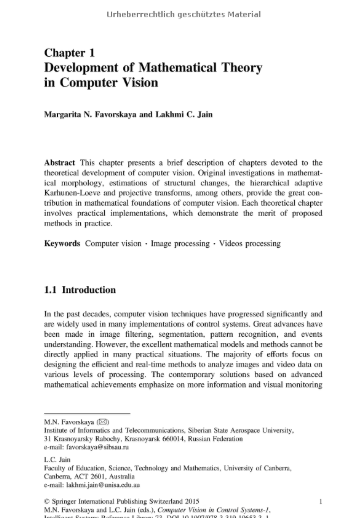 Urheberrechtlich geschütztes Material
Chapter 1
Development of Mathematical Theory
in Computer Vision
Margarita N. Favorskaya and Lakhmi C. Jain
Abstract This chapter presents a brief description of chapters devoted to the
theoretical development of computer vision. Original investigations in mathemat-
ical morphology, estimations of structural changes, the hierarchical adaptive
Karhunen-Loeve and projective transforms, among others, provide the great con-
tribution in mathematical foundations of computer vision. Each theoretical chapter
involves practical implementations, which demonstrate the merit of proposed
methods in practice.
Keywords Computer vision · Image processing · Videos processing
1.1 Introduction
In the past decades, computer vision techniques have progressed significantly and
are widely used in many implementations of control systems. Great advances have
been made in image filtering, segmentation, pattern recognition, and events
understanding. However, the excellent mathematical models and methods cannot be
directly applied in many practical situations. The majority of efforts focus on
designing the efficient and real-time methods to analyze images and video data on
various levels of processing. The contemporary solutions based on advanced
mathematical achievements emphasize on more information and visual monitoring
M.N. Favorskaya (✉)
Institute of Informatics and Telecommunications, Siberian State Aerospace University,
31 Krasnoyarsky Rabochy, Krasnoyarsk 660014, Russian Federation
e-mail: favorskaya@sibsau.ru
L.C. Jain
Faculty of Education, Science, Technology and Mathematics, University of Canberra,
Canberra, ACT 2601, Australia
e-mail: lakhmi.jain@unisa.edu.au
© Springer International Publishing Switzerland 2015 1
M.N. Favorskaya and L.C. Jain (eds.), Computer Vision in Control Systems-1,